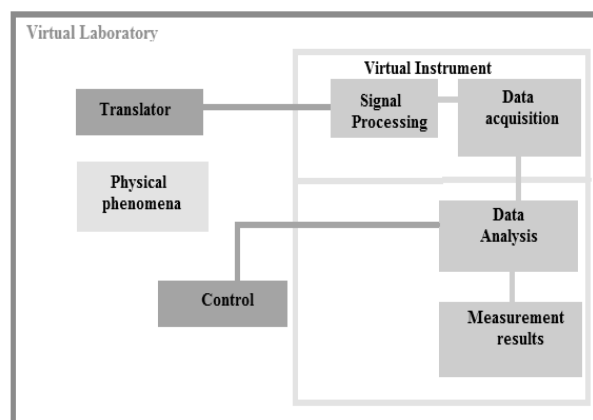 Virtual Laboratory
Virtual Instrument
Translator
Signal
Processing
Data
acquisition
Physical
phenomena
Data
Analysis
Control
Measurement
results